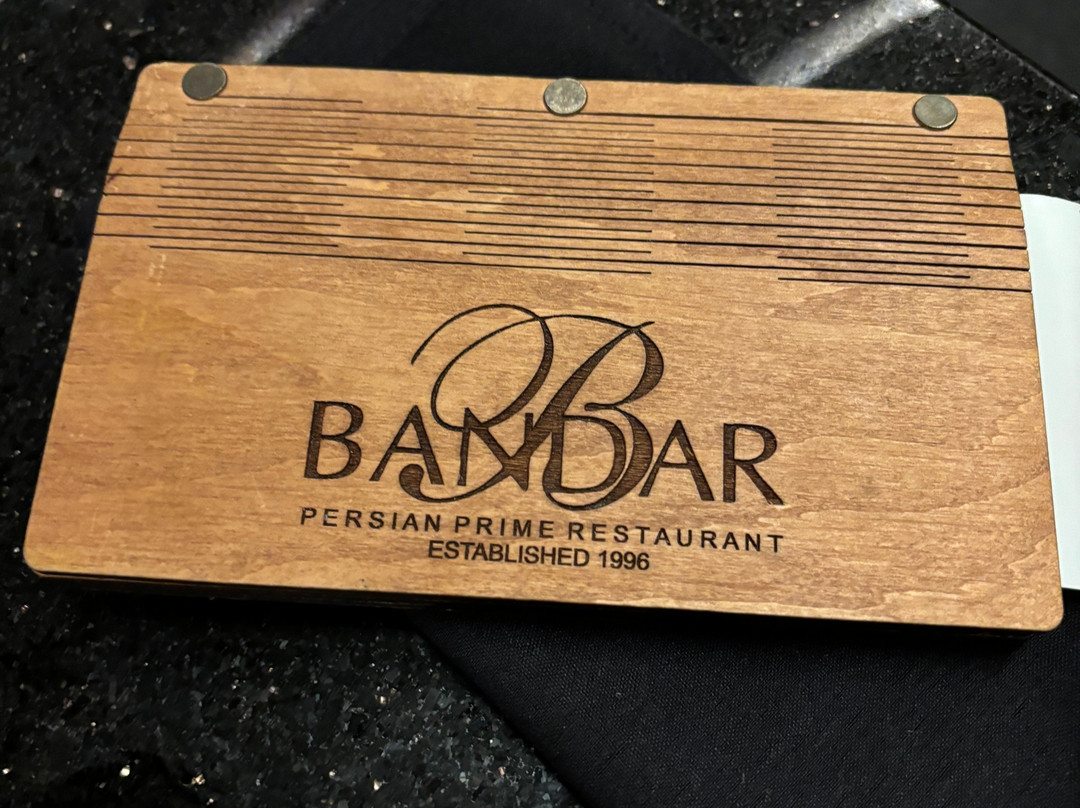 B
BANDAR
PERSIAN PRIME RESTAURANT
ESTABLISHED 1996